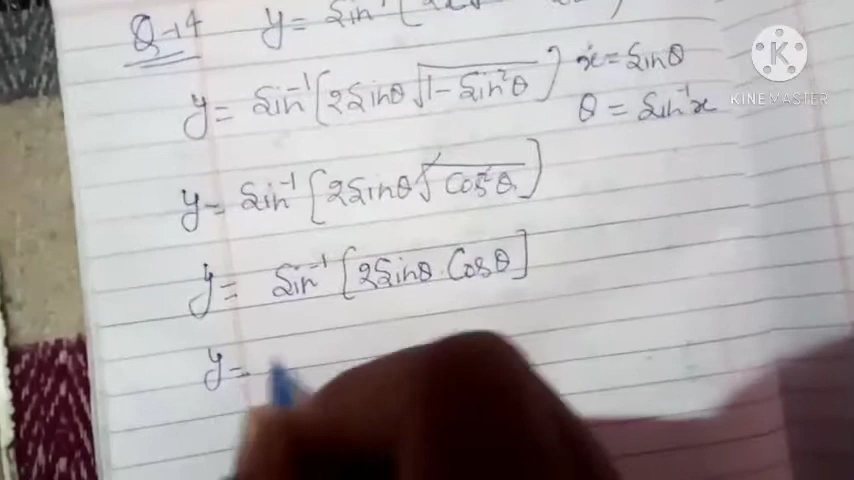 Q-14 y = Sin⁻¹ [2x√
y = Sin⁻¹[2Sinθ √1 - Sin²θ] x = Sinθ
θ = Sin⁻¹x
y = Sin⁻¹[2Sinθ √Cos²θ]
y = Sin⁻¹[2Sinθ. Cosθ]
y =
K
KINEMASTER